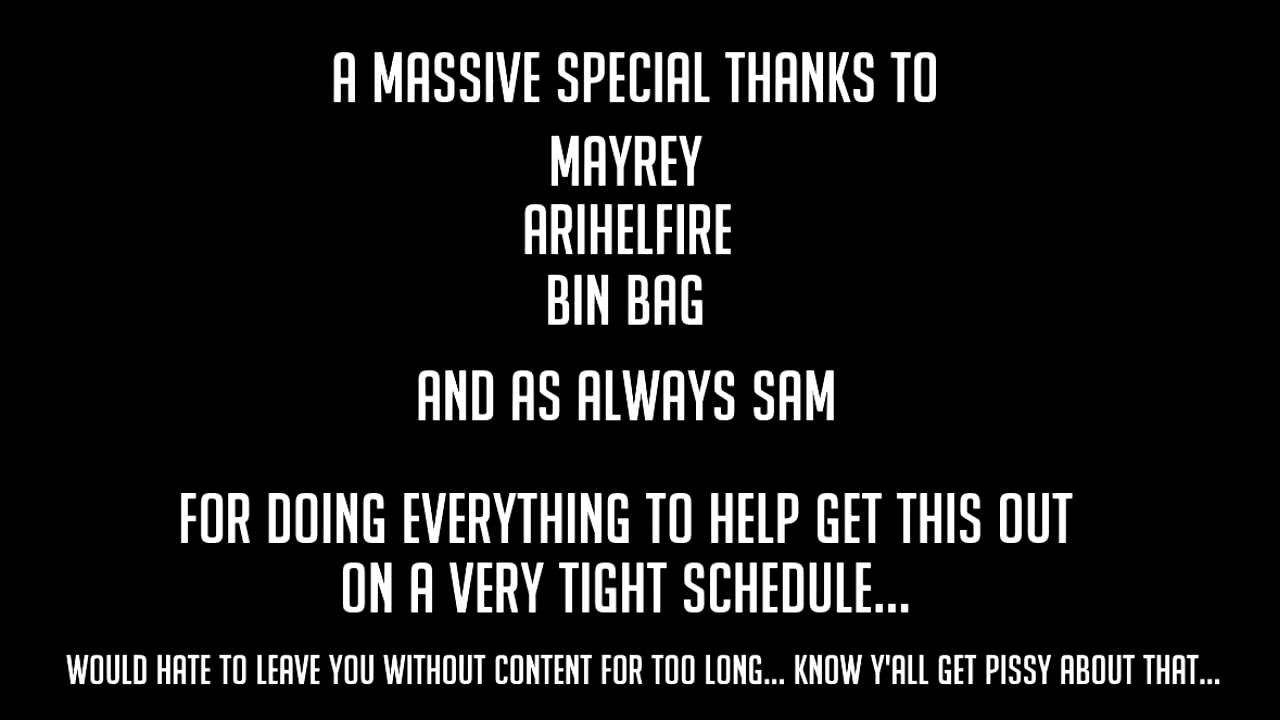 A MASSIVE SPECIAL THANKS TO
MAYREY
ARIHELFIRE
BIN BAG
AND AS ALWAYS SAM
FOR DOING EVERYTHING TO HELP GET THIS OUT
ON A VERY TIGHT SCHEDULE...
WOULD HATE TO LEAVE YOU WITHOUT CONTENT FOR TOO LONG... KNOW Y'ALL GET PISSY ABOUT THAT...